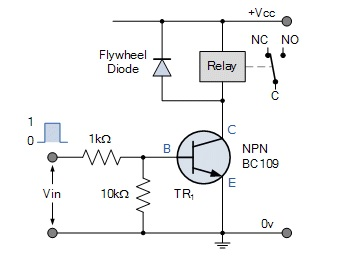 +Vcc
NC NO
Flywheel
Diode
Relay
C
1
0
1kΩ
B
C
NPN
BC109
Vin
10kΩ
TR₁
E
0v